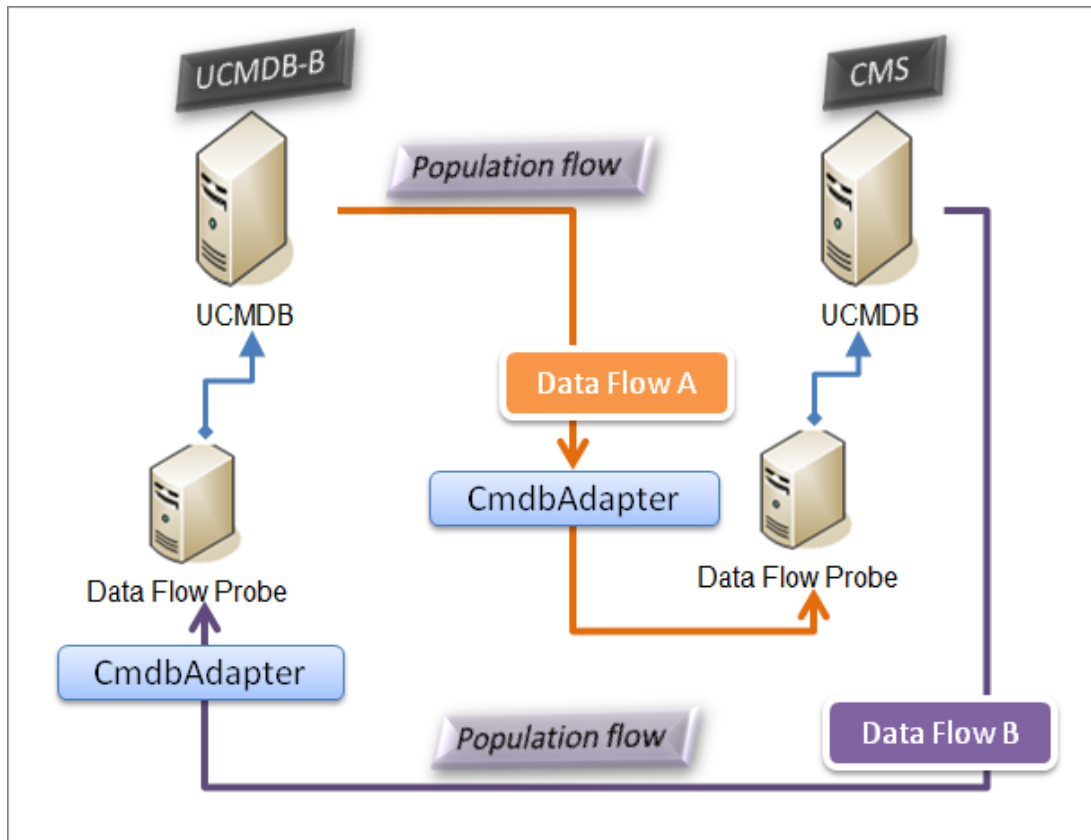 UCMDB-B
CMS
Population flow
UCMDB
UCMDB
Data Flow A
CmdbAdapter
Data Flow Probe
Data Flow Probe
CmdbAdapter
Population flow
Data Flow B